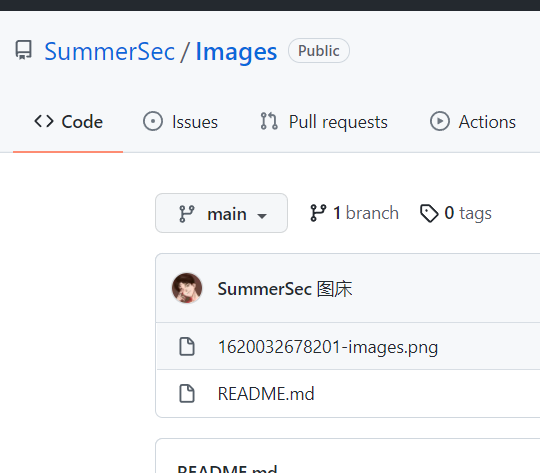 SummerSec / Images Public
Code Issues Pull requests Actions
main 1 branch 0 tags
SummerSec 图床
1620032678201-images.png
README.md
README.md